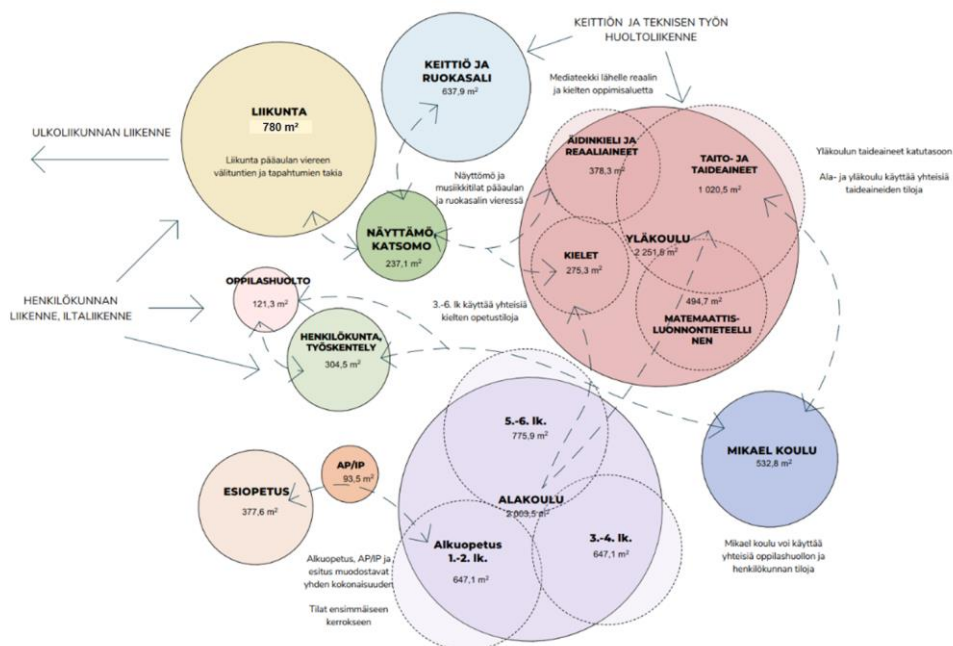 KEITTIÖN JA TEKNISEN TYÖN
HUOLTOLIIKENNE
KEITTIÖ JA
RUOKASALI
637,9 m²
Mediateekki lähelle reaalin
ja kielten oppimisaluetta
LIIKUNTA
780 m²
Liikunta pääaulan viereen
välituntien ja tapahtumien takia
ULKOLIIKUNNAN LIIKENNE
Näyttömö ja
musiikkitilat pääaulan
ja ruokasalin vieressä
ÄIDINKIELI JA
REAALIAINEET
378,3 m²
TAITO- JA
TAIDEAINEET
1 020,5 m²
Yläkoulun taideaineet katutasoon
Ala- ja yläkoulu käyttää yhteisiä
taideaineiden tiloja
NÄYTTÄMÖ,
KATSOMO
237,1 m²
YLÄKOULU
2 251,8 m²
KIELET
275,3 m²
OPPILASHUOLTO
121,3 m²
HENKILÖKUNNAN
LIIKENNE, ILTALIIKENNE
3.-6. lk käyttää yhteisiä
kielten opetustiloja
494,7 m²
MATEMAATTIS-
LUONNONTIETEELLI
NEN
HENKILÖKUNTA,
TYÖSKENTELY
304,5 m²
5.-6. lk.
775,9 m²
MIKAEL KOULU
532,8 m²
AP/IP
93,5 m²
ESIOPETUS
377,6 m²
ALAKOULU
2 003,5 m²
Alkuopetus
1.-2. lk.
647,1 m²
3.-4. lk.
647,1 m²
Mikael koulu voi käyttää
yhteisiä oppilashuollon ja
henkilökunnan tiloja
Alkuopetus, AP/IP ja
esitus muodostavat
yhden kokonaisuuden
Tilat ensimmäiseen
kerrokseen